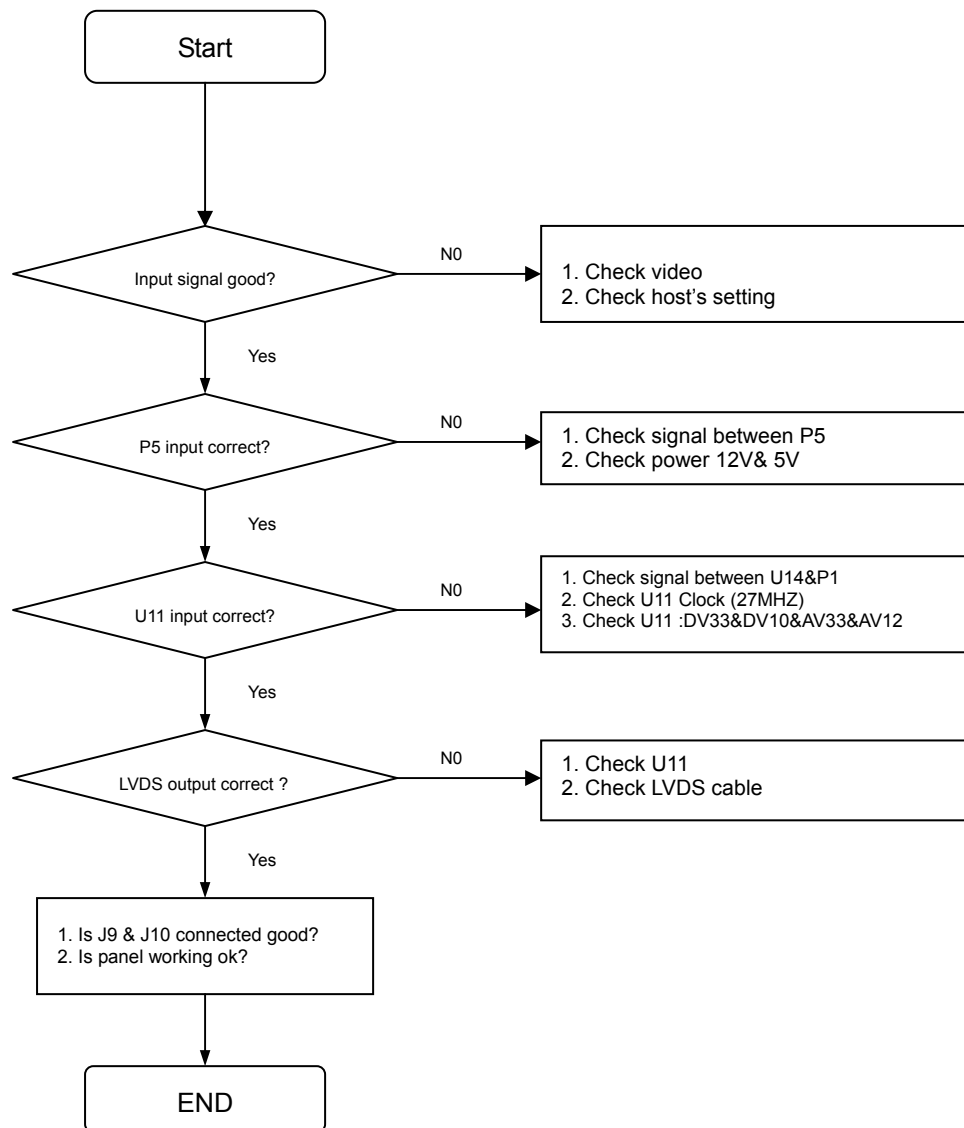 Start
Input signal good?
N0
1. Check video
2. Check host's setting
Yes
P5 input correct?
N0
1. Check signal between P5
2. Check power 12V& 5V
Yes
U11 input correct?
N0
1. Check signal between U14&P1
2. Check U11 Clock (27MHZ)
3. Check U11 :DV33&DV10&AV33&AV12
Yes
LVDS output correct ?
N0
1. Check U11
2. Check LVDS cable
Yes
1. Is J9 & J10 connected good?
2. Is panel working ok?
END